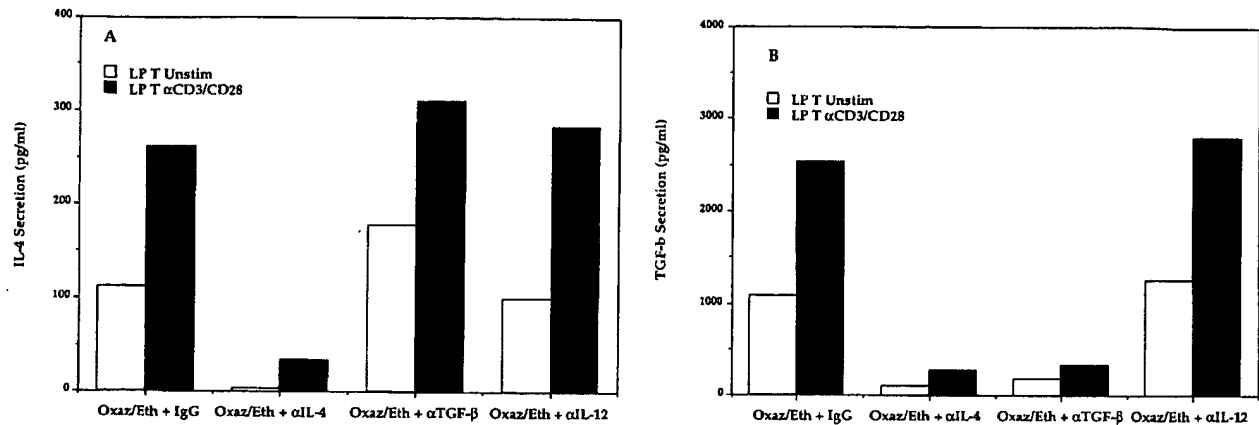 A
LP T Unstim
LP T αCD3/CD28
IL-4 Secretion (pg/ml)
400
300
200
100
0
Oxaz/Eth + IgG
Oxaz/Eth + αIL-4
Oxaz/Eth + αTGF-β
Oxaz/Eth + αIL-12
B
LP T Unstim
LP T αCD3/CD28
TGF-b Secretion (pg/ml)
4000
3000
2000
1000
0
Oxaz/Eth + IgG
Oxaz/Eth + αIL-4
Oxaz/Eth + αTGF-β
Oxaz/Eth + αIL-12